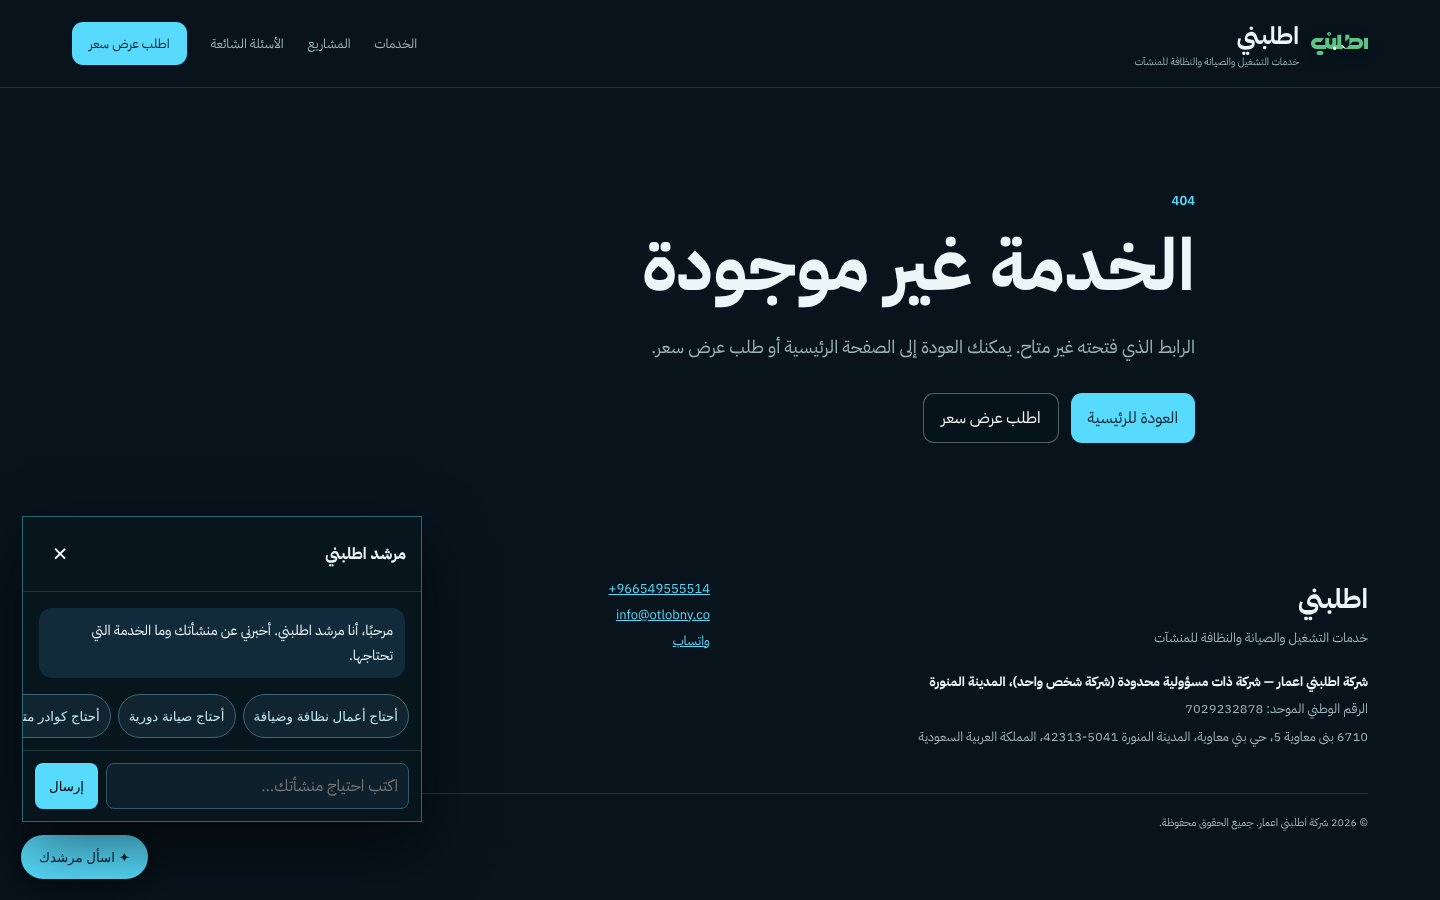 اطلبني
اطلبني
خدمات التشغيل والصيانة والنظافة للمنشآت
الخدمات
المشاريع
الأسئلة الشائعة
اطلب عرض سعر
404
الخدمة غير موجودة
الرابط الذي فتحته غير متاح. يمكنك العودة إلى الصفحة الرئيسية أو طلب عرض سعر.
العودة للرئيسية
اطلب عرض سعر
اطلبني
خدمات التشغيل والصيانة والنظافة للمنشآت
شركة اطلبني اعمار — شركة ذات مسؤولية محدودة (شركة شخص واحد)، المدينة المنورة
الرقم الوطني الموحد: 7029232878
6710 بنى معاوية 5، حي بني معاوية، المدينة المنورة 5041-42313، المملكة العربية السعودية
+966549555514
info@otlobny.co
واتساب
© 2026 شركة اطلبني اعمار. جميع الحقوق محفوظة.
مرشد اطلبني
✕
مرحبًا، أنا مرشد اطلبني. أخبرني عن منشأتك وما الخدمة التي
تحتاجها.
أحتاج أعمال نظافة وضيافة
أحتاج صيانة دورية
أحتاج كوادر
اكتب احتياج منشأتك...
إرسال
✦ اسأل مرشدك